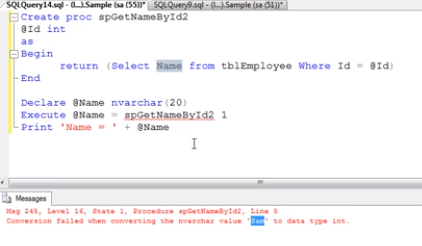 SQLQuery14.sql - (l...).Sample (sa (55))* SQLQuery9.sql - (l...).Sample (sa (51))*
Create proc spGetNameById2
@Id int
as
Begin
return (Select Name from tblEmployee Where Id = @Id)
End
Declare @Name nvarchar(20)
Execute @Name = spGetNameById2 1
Print 'Name = ' + @Name
Messages
Msg 245, Level 16, State 1, Procedure spGetNameById2, Line 5
Conversion failed when converting the nvarchar value 'Sam' to data type int.